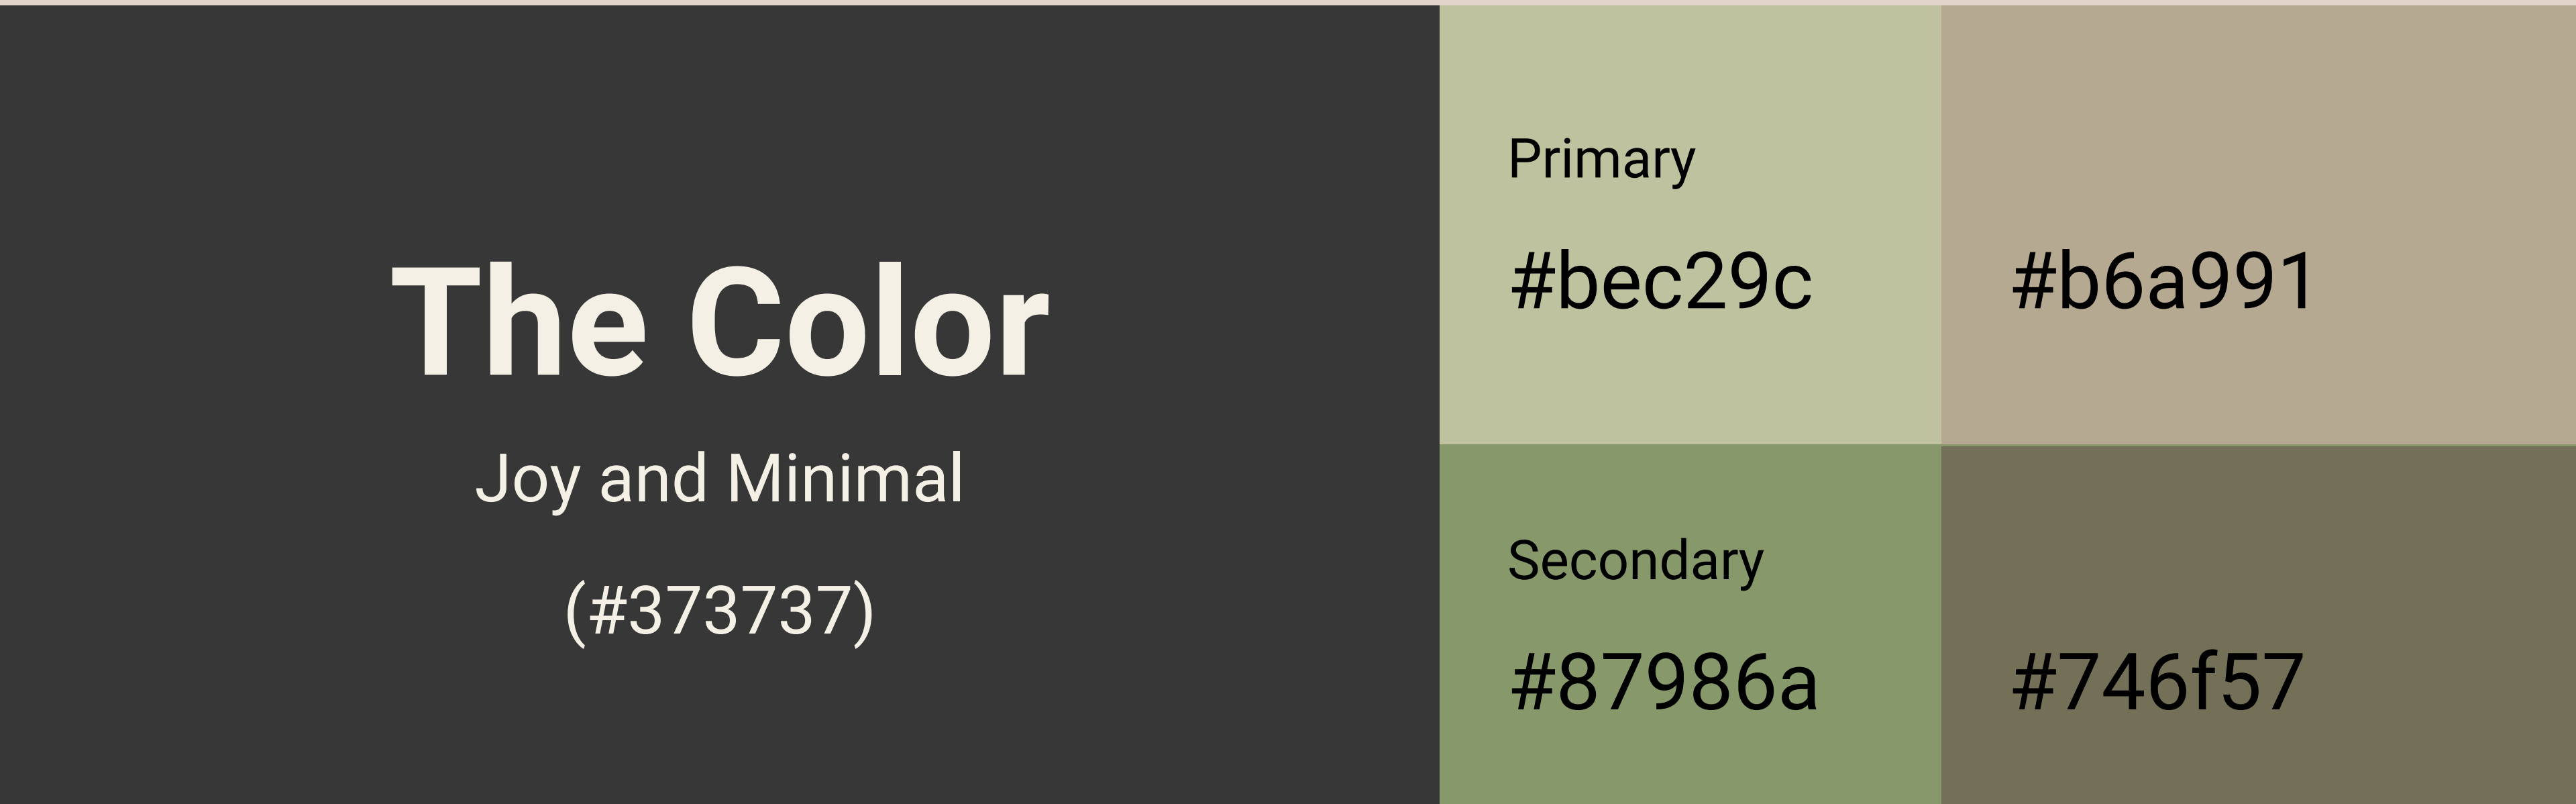 The Color
Joy and Minimal
(#373737)
Primary
#bec29c
#b6a991
Secondary
#87986a
#746f57